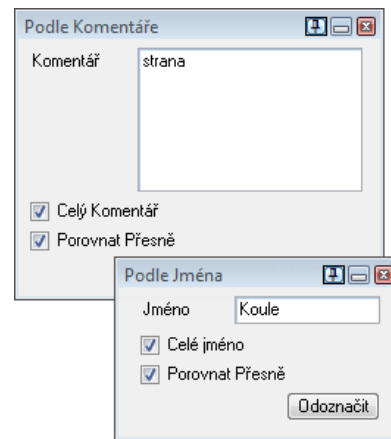 Podle Komentáře
Komentář
strana
Celý Komentář
Porovnat Přesně
Podle Jména
Jméno
Koule
Celé jméno
Porovnat Přesně
Odoznačit